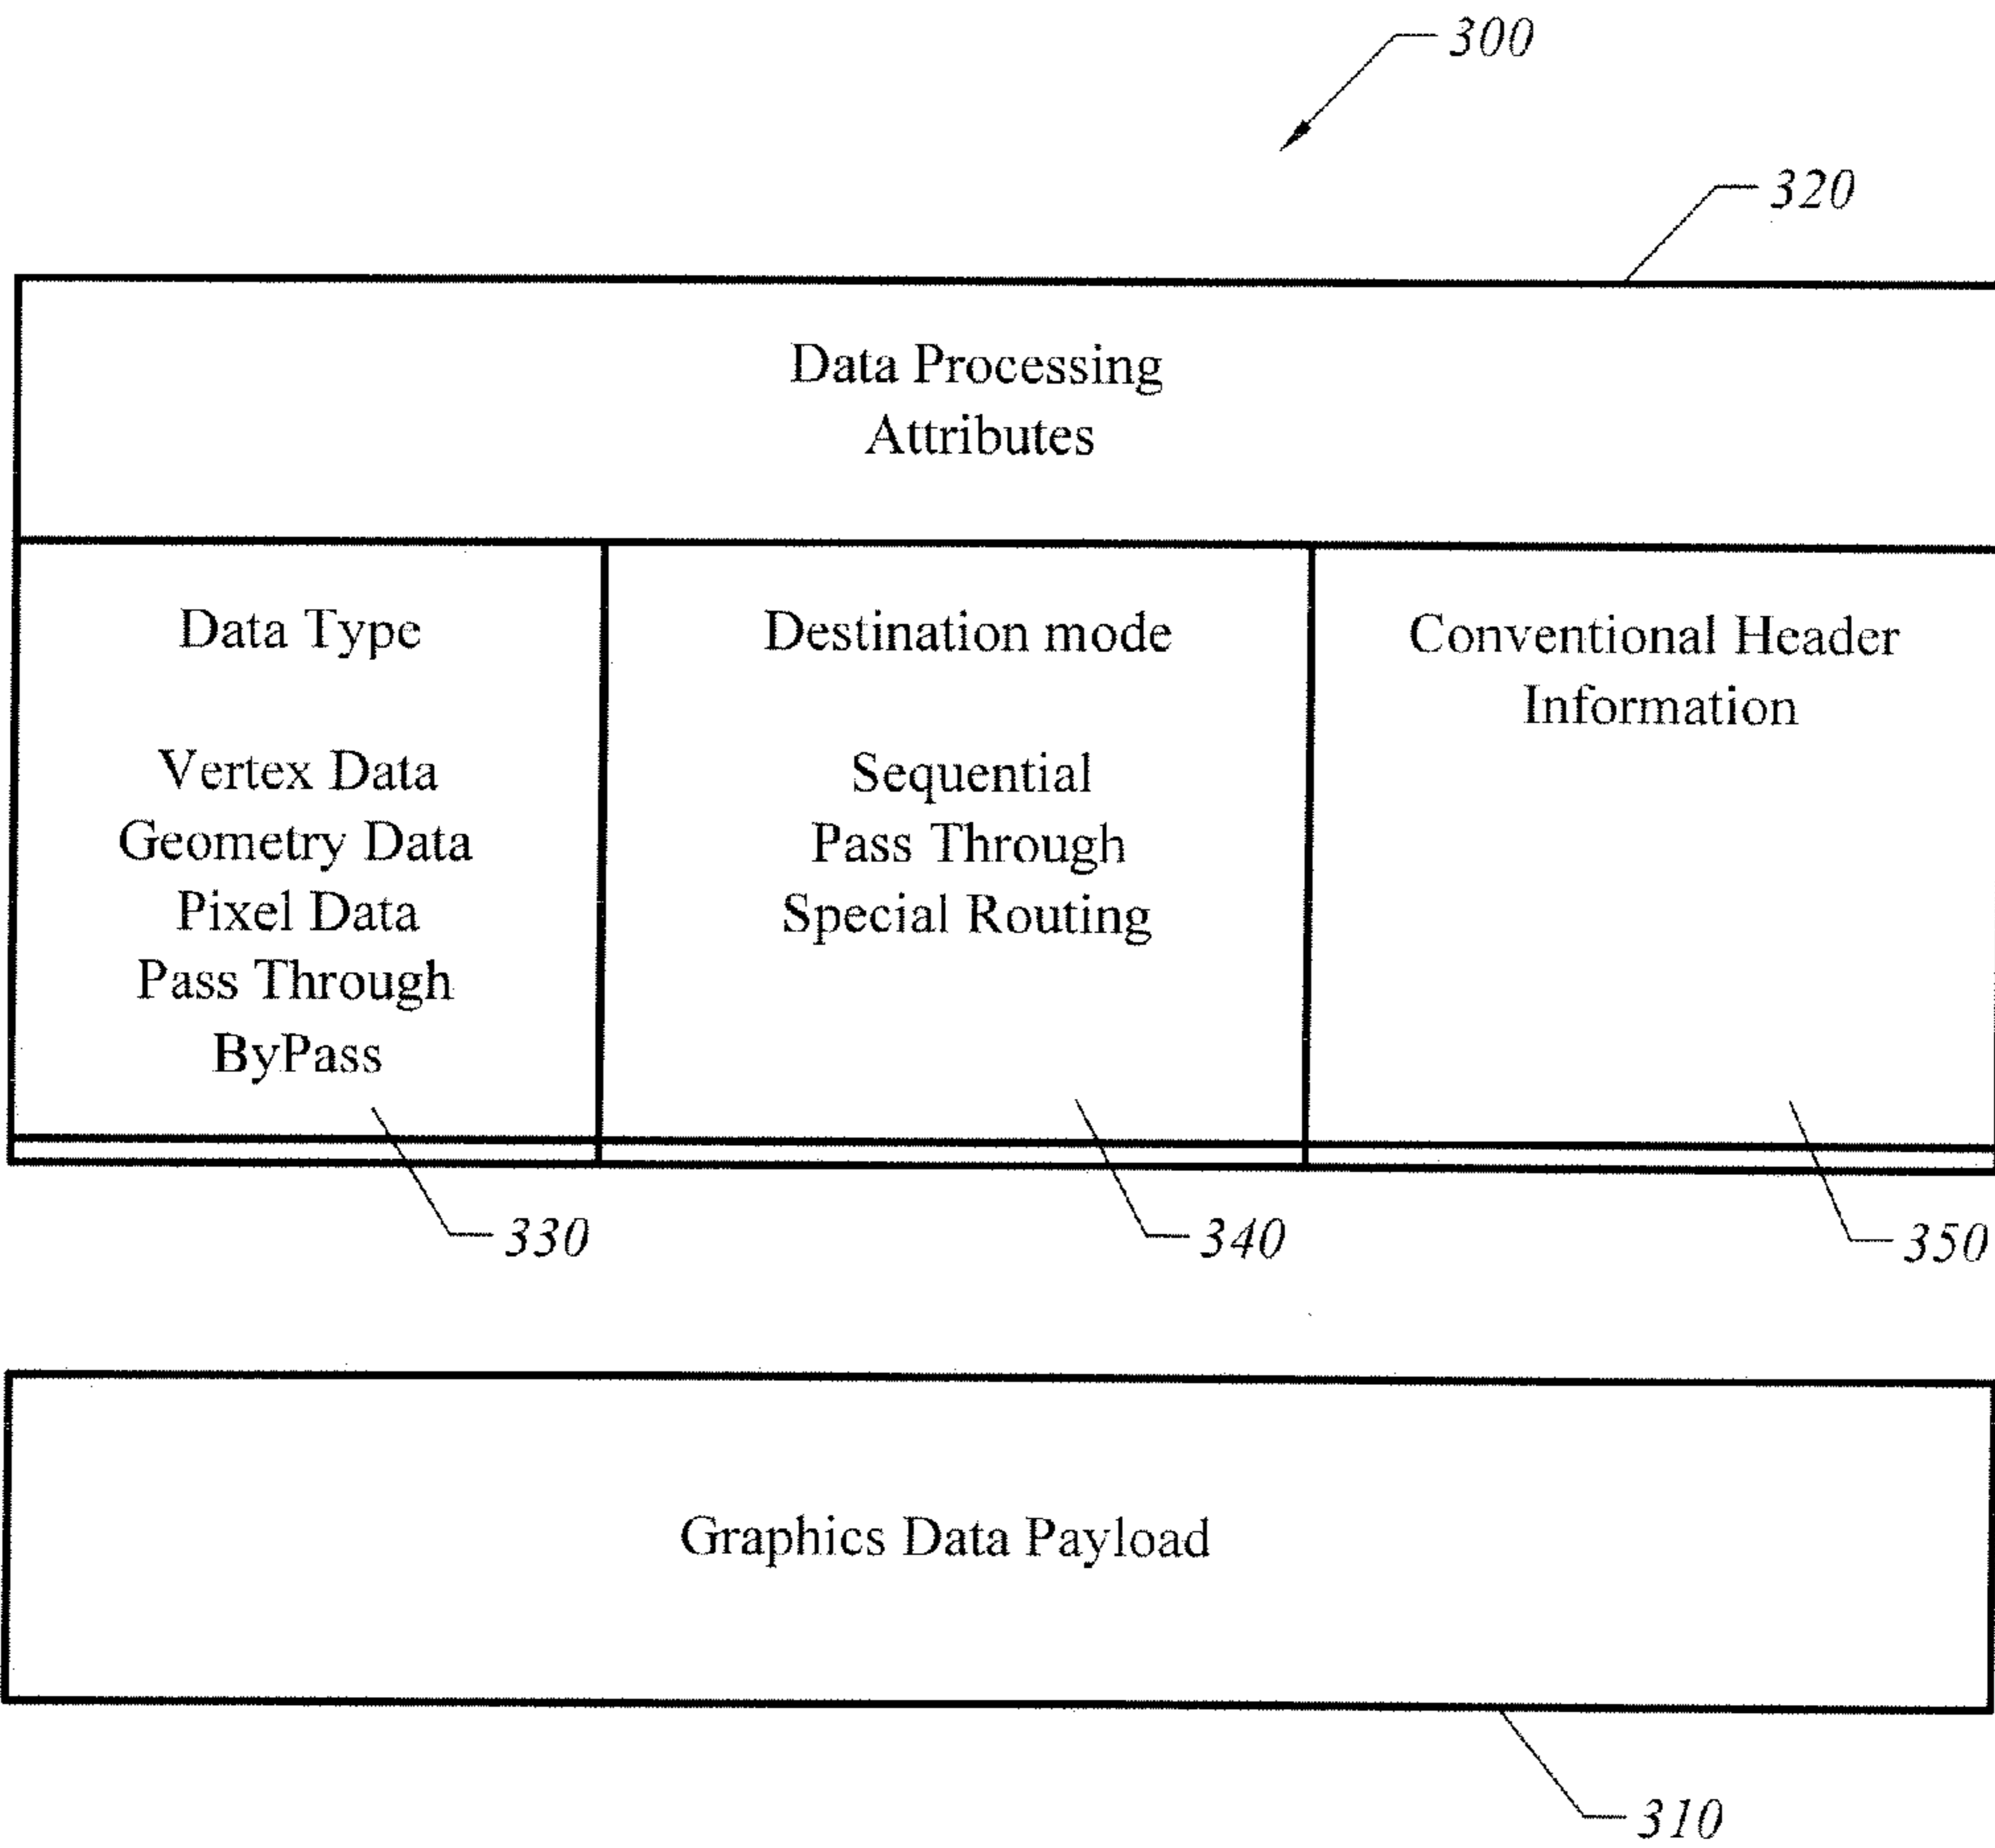 300
320
Data Processing
Attributes
Data Type
Vertex Data
Geometry Data
Pixel Data
Pass Through
ByPass
330
Destination mode
Sequential
Pass Through
Special Routing
340
Conventional Header
Information
350
Graphics Data Payload
310